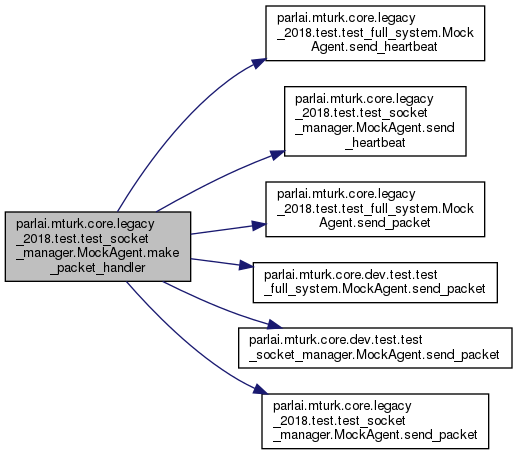 parlai.mturk.core.legacy
_2018.test.test_full_system.Mock
Agent.send_heartbeat
parlai.mturk.core.legacy
_2018.test.test_socket
_manager.MockAgent.send
_heartbeat
parlai.mturk.core.legacy
_2018.test.test_full_system.Mock
Agent.send_packet
parlai.mturk.core.legacy
_2018.test.test_socket
_manager.MockAgent.make
_packet_handler
parlai.mturk.core.dev.test.test
_full_system.MockAgent.send_packet
parlai.mturk.core.dev.test.test
_socket_manager.MockAgent.send_packet
parlai.mturk.core.legacy
_2018.test.test_socket
_manager.MockAgent.send_packet